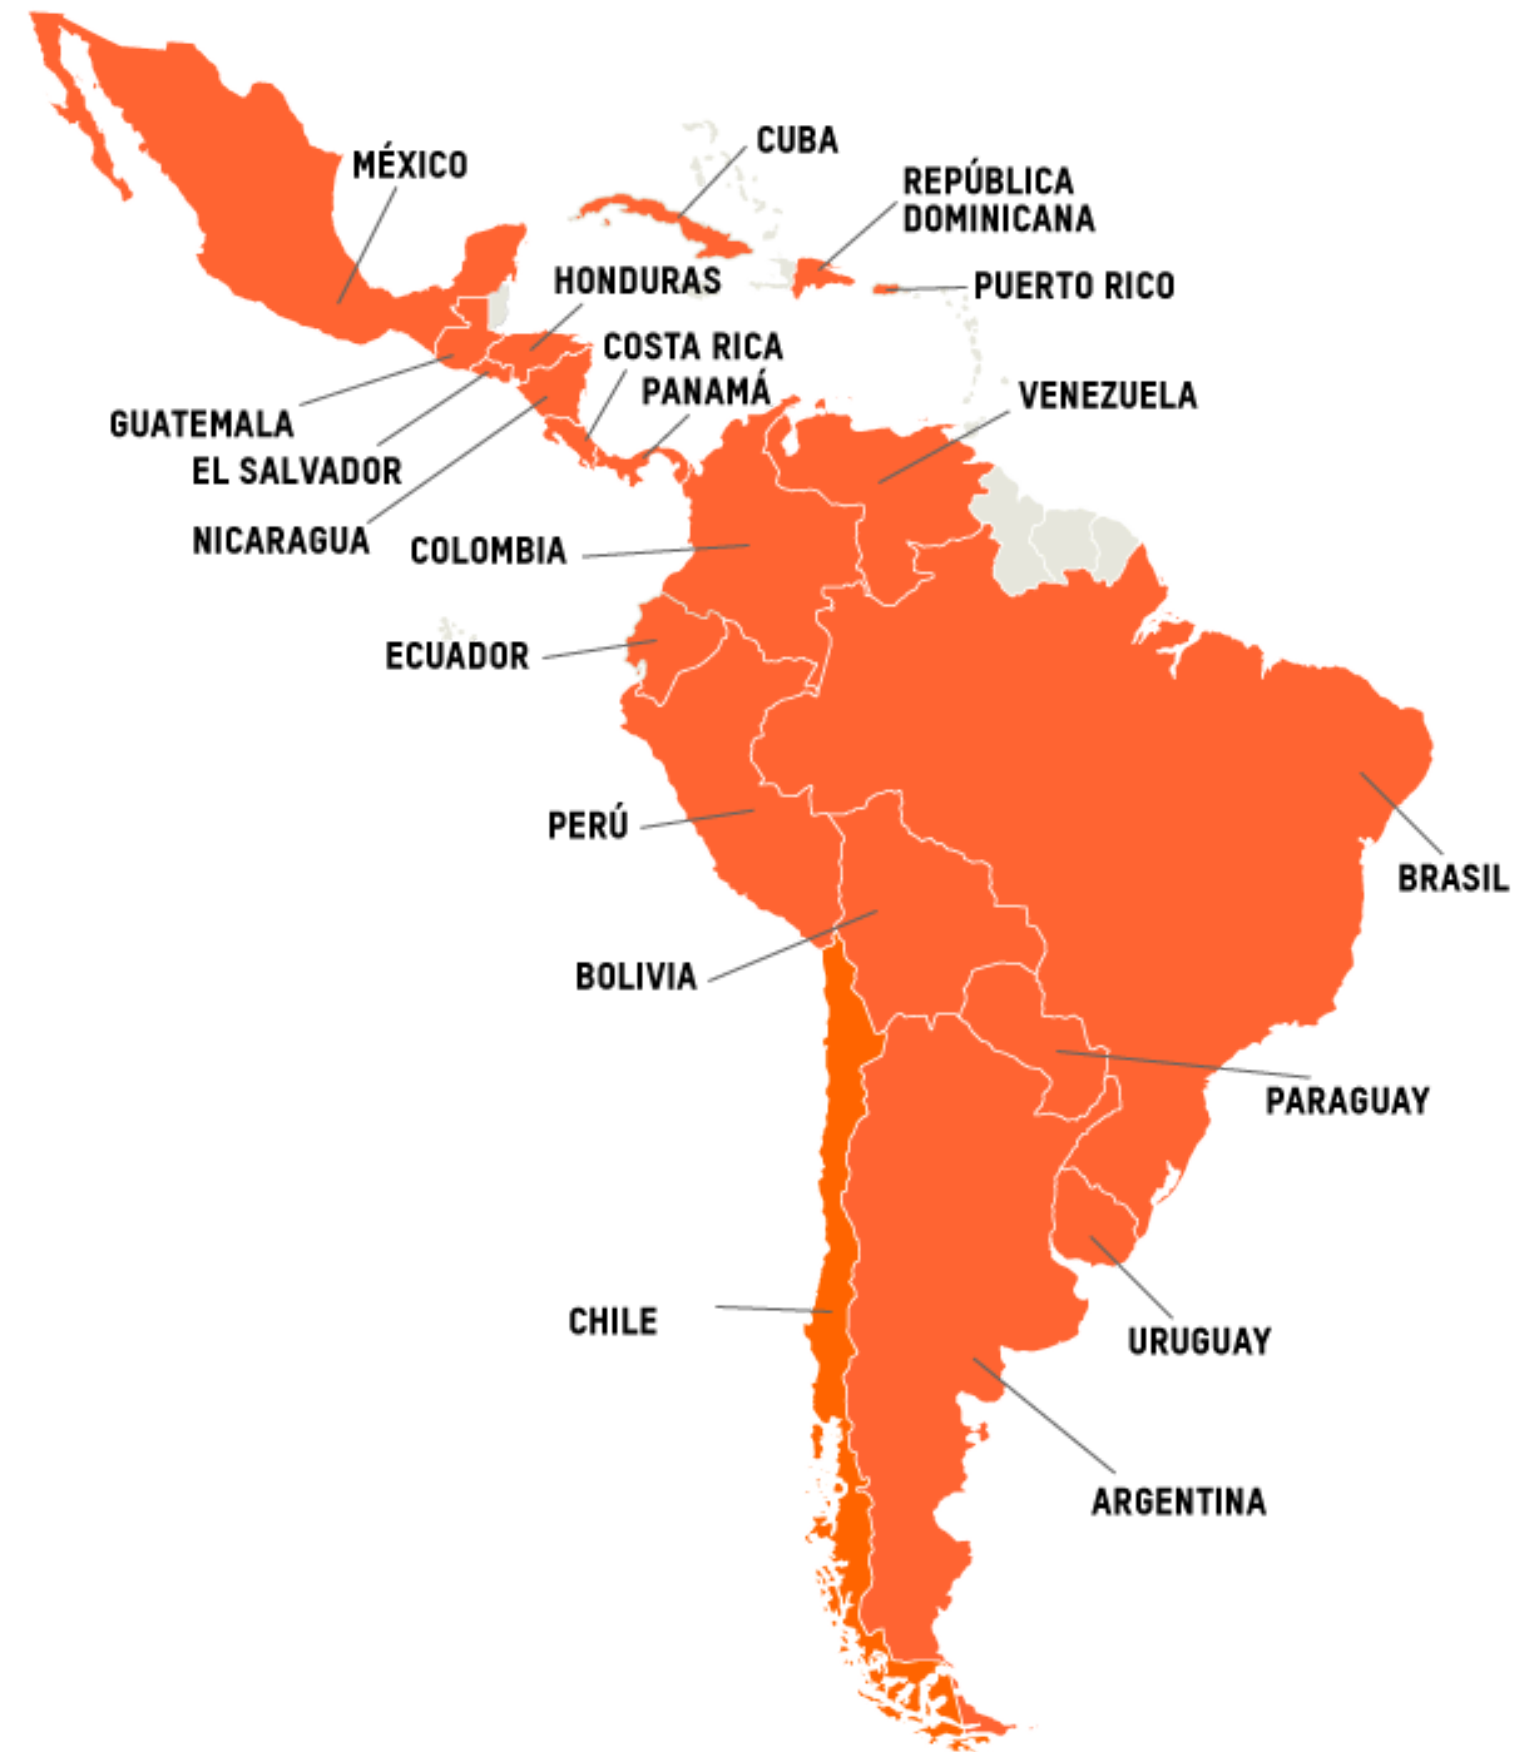 CUBA
MÉXICO
REPÚBLICA
DOMINICANA
HONDURAS
PUERTO RICO
COSTA RICA
PANAMÁ
VENEZUELA
GUATEMALA
EL SALVADOR
NICARAGUA
COLOMBIA
ECUADOR
PERÚ
BRASIL
BOLIVIA
PARAGUAY
CHILE
URUGUAY
ARGENTINA